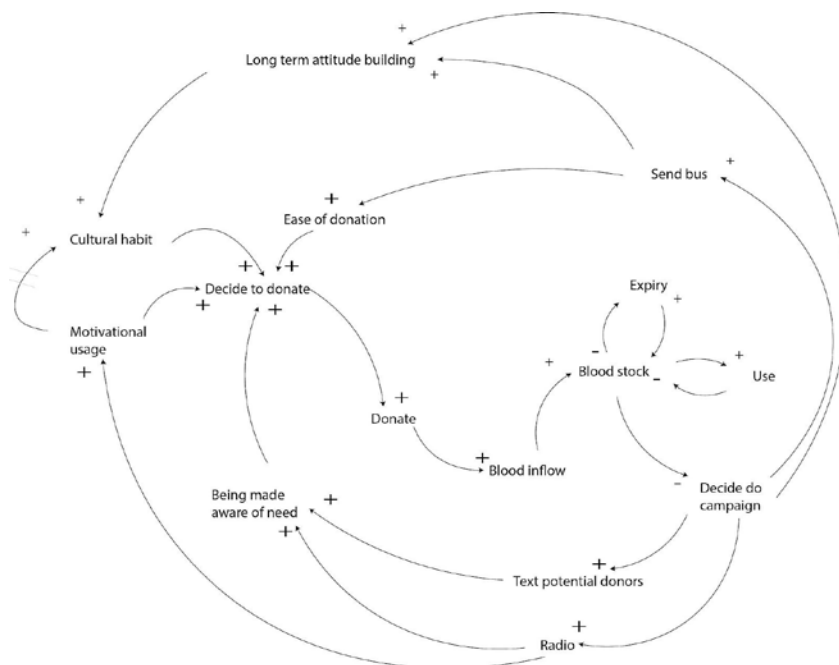 +
Long term attitude building
+
+
Send bus
+
+
Ease of donation
+
Cultural habit
+ +
Decide to donate
+ +
Expiry
+
Motivational
usage
+
-
+
Blood stock
-
+
Use
+
Donate
+
Blood inflow
-
Decide do
campaign
Being made
aware of need
+
+
+
Text potential donors
+
Radio